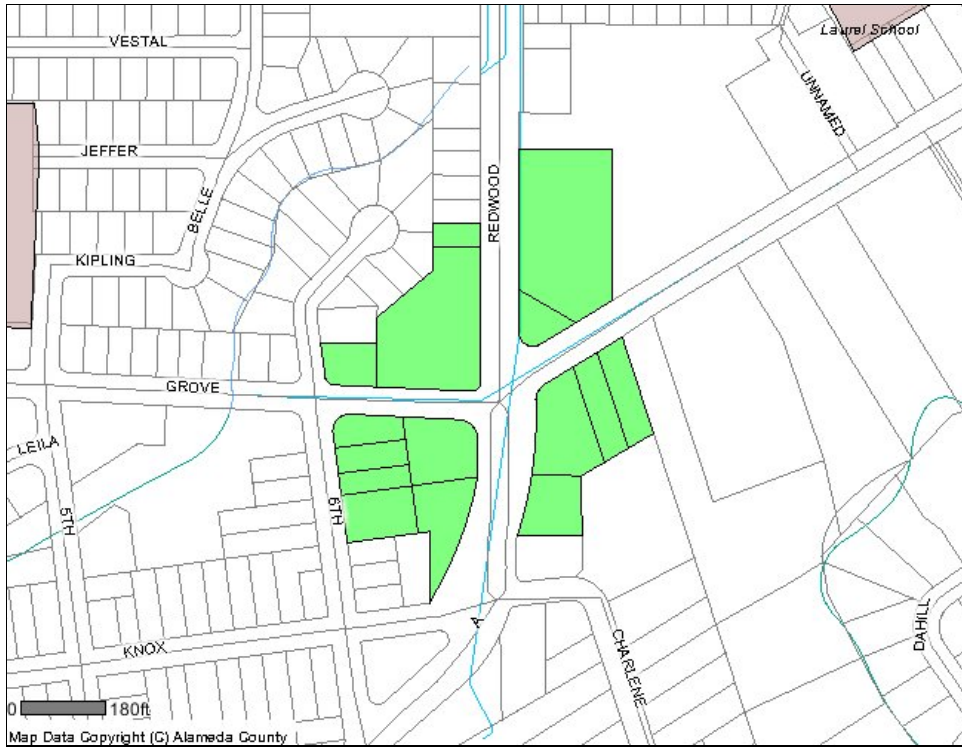 VESTAL
Laurel School
UNNAMED
JEFFER
BELLE
REDWOOD
KIPLING
GROVE
LEILA
5TH
6TH
KNOX
A
CHARLENE
DAHILL
0 180ft
Map Data Copyright (C) Alameda County